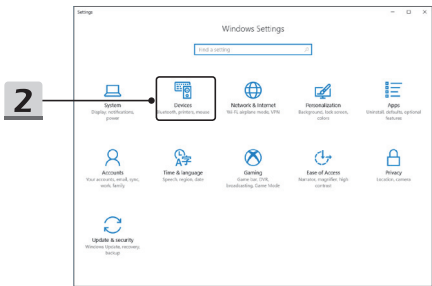 Settings
Windows Settings
Find a setting
2
System
Display, notifications,
power
Devices
Bluetooth, printers, mouse
Network & Internet
Wi-Fi, airplane mode, VPN
Personalization
Background, lock screen,
colors
Apps
Uninstall, defaults, optional
features
Accounts
Your accounts, email, sync,
work, family
Time & language
Speech, region, date
Gaming
Game bar, DVR,
broadcasting, Game Mode
Ease of Access
Narrator, magnifier, high
contrast
Privacy
Location, camera
Update & security
Windows Update, recovery,
backup